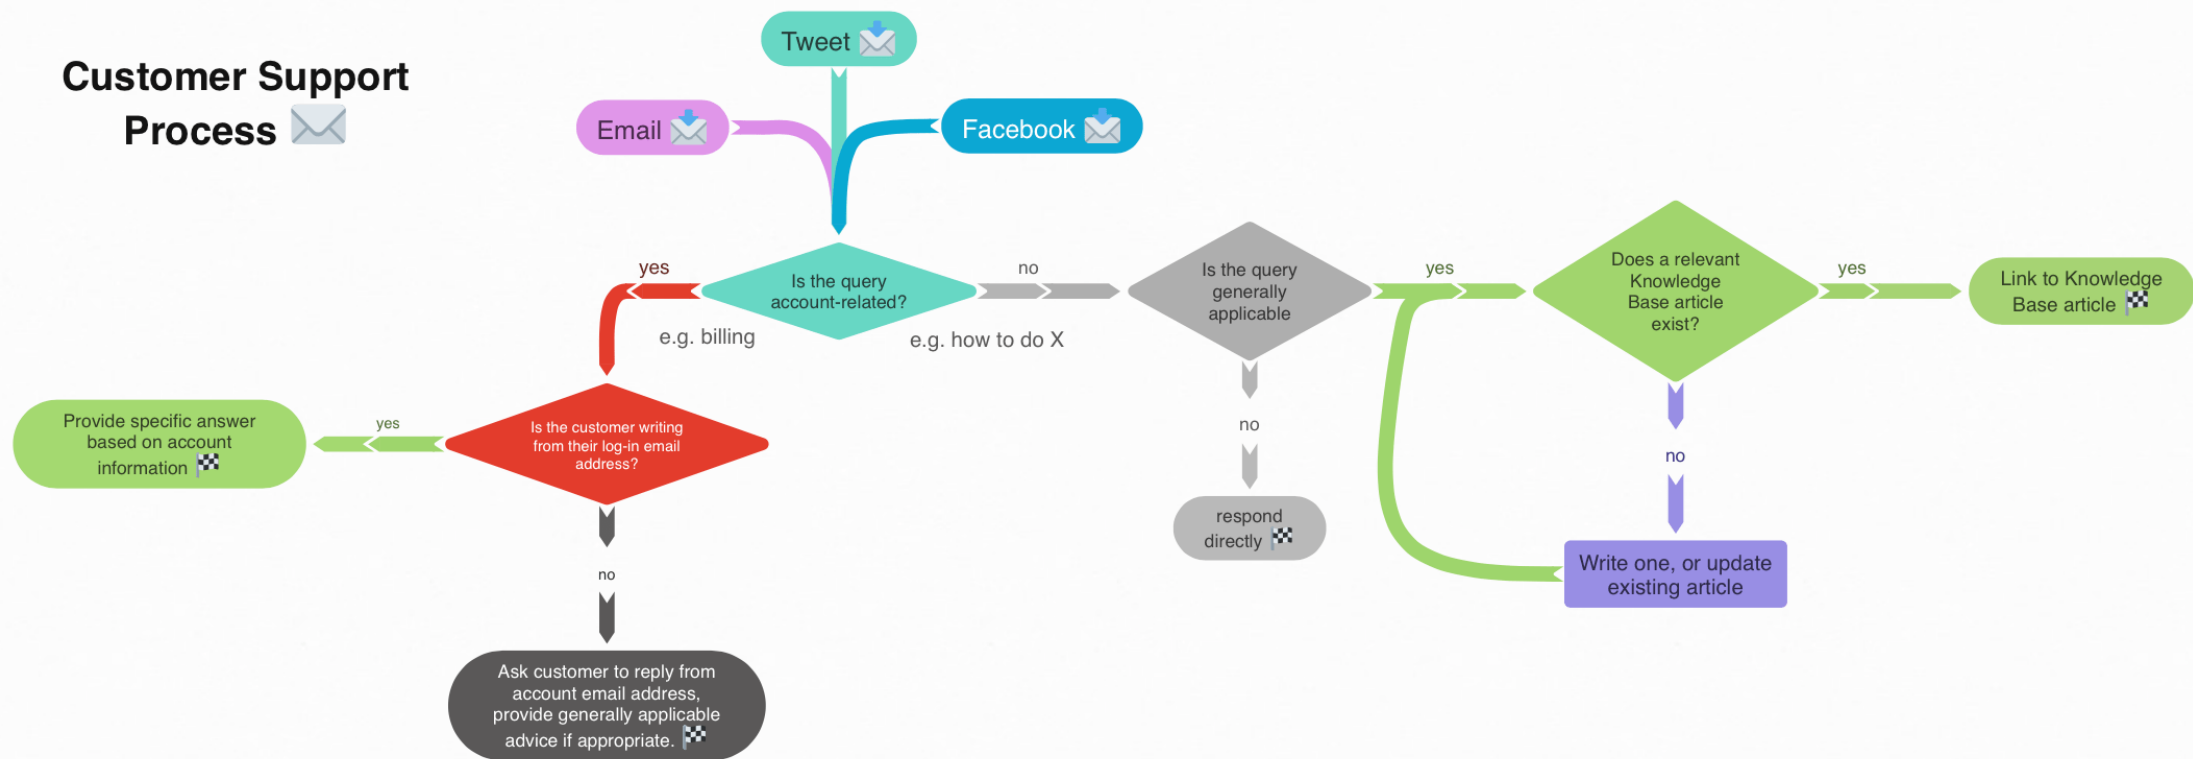 Customer Support
Process
Tweet
Email
Facebook
Is the query
account-related?
yes
e.g. billing
no
e.g. how to do X
Is the query
generally
applicable
yes
Does a relevant
Knowledge
Base article
exist?
yes
Link to Knowledge
Base article
no
respond
directly
no
Write one, or update
existing article
Is the customer writing
from their log-in email
address?
yes
Provide specific answer
based on account
information
no
Ask customer to reply from
account email address,
provide generally applicable
advice if appropriate.